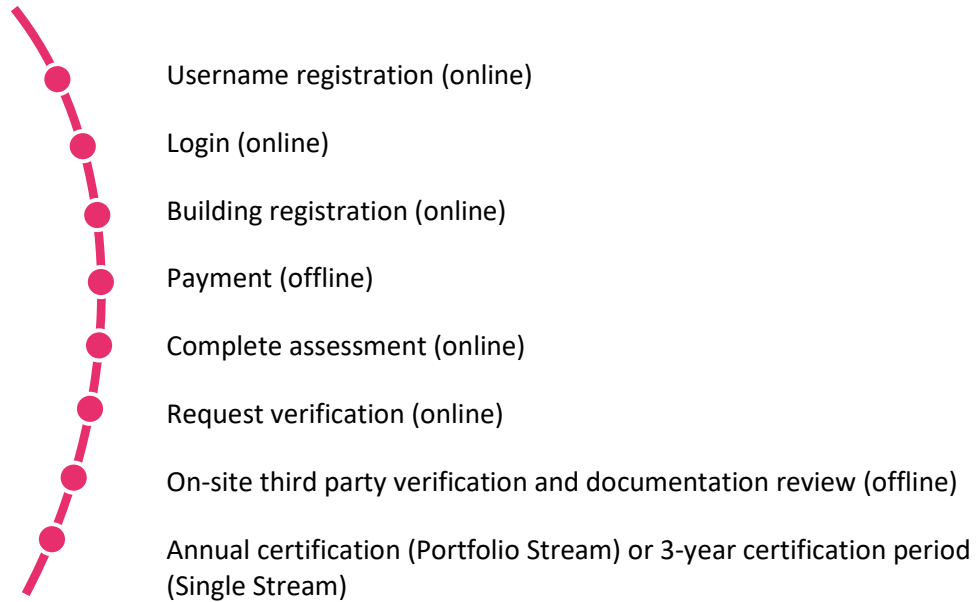 Username registration (online)
Login (online)
Building registration (online)
Payment (offline)
Complete assessment (online)
Request verification (online)
On-site third party verification and documentation review (offline)
Annual certification (Portfolio Stream) or 3-year certification period
(Single Stream)